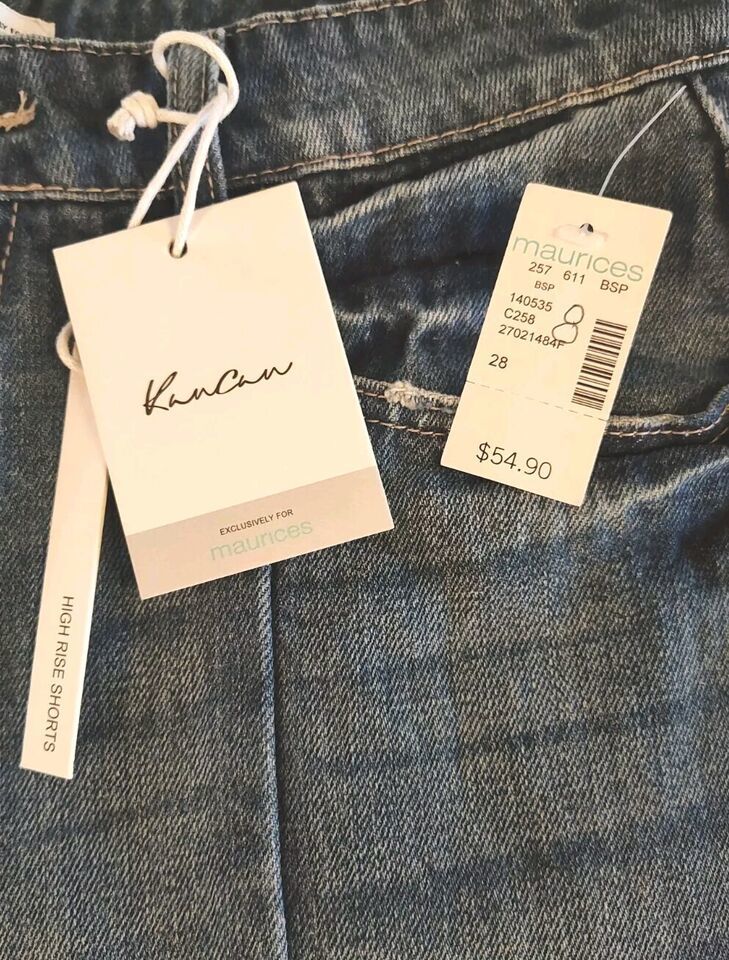 KanCan
EXCLUSIVELY FOR
maurices
HIGH RISE SHORTS
maurices
257 611 BSP
BSP
140535
C258
27021484F
8
28
$54.90